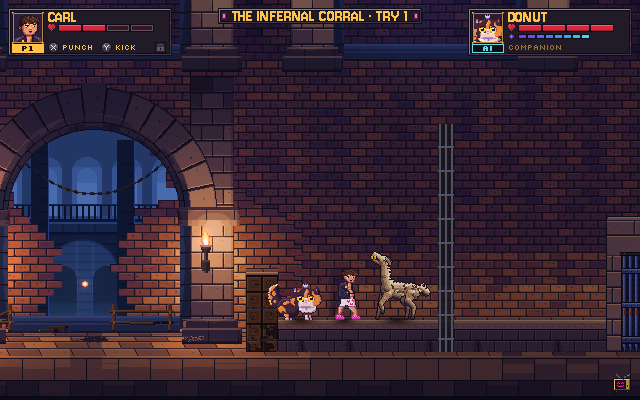 CARL
P1
X PUNCH Y KICK
THE INFERNAL CORRAL · TRY 1
DONUT
AI
COMPANION